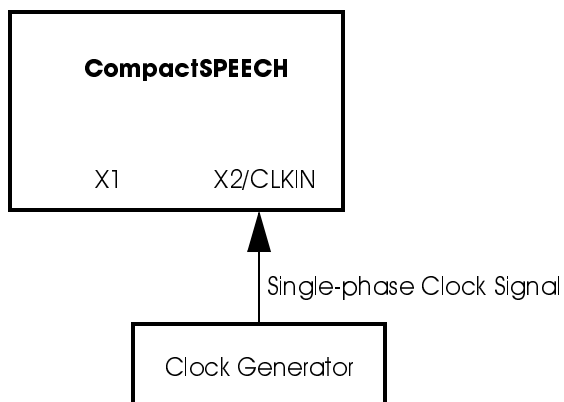 CompactSPEECH
X1 X2/CLKIN
Single-phase Clock Signal
Clock Generator